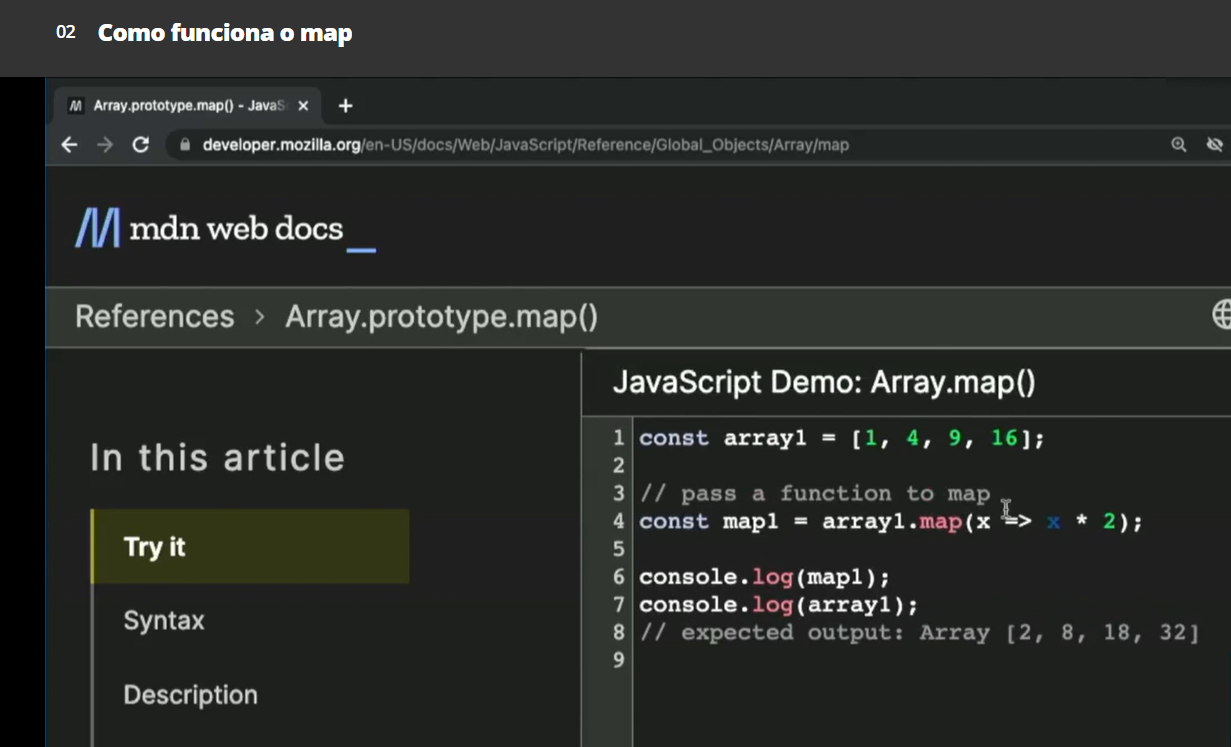 02 Como funciona o map
Array.prototype.map() - JavaS
developer.mozilla.org/en-US/docs/Web/JavaScript/Reference/Global_Objects/Array/map
mdn web docs_
References > Array.prototype.map()
In this article
Try it
Syntax
Description
JavaScript Demo: Array.map()
1 const array1 = [1, 4, 9, 16];
2
3 // pass a function to map
4 const map1 = array1.map(x => x * 2);
5
6 console.log(map1);
7 console.log(array1);
8 // expected output: Array [2, 8, 18, 32]
9